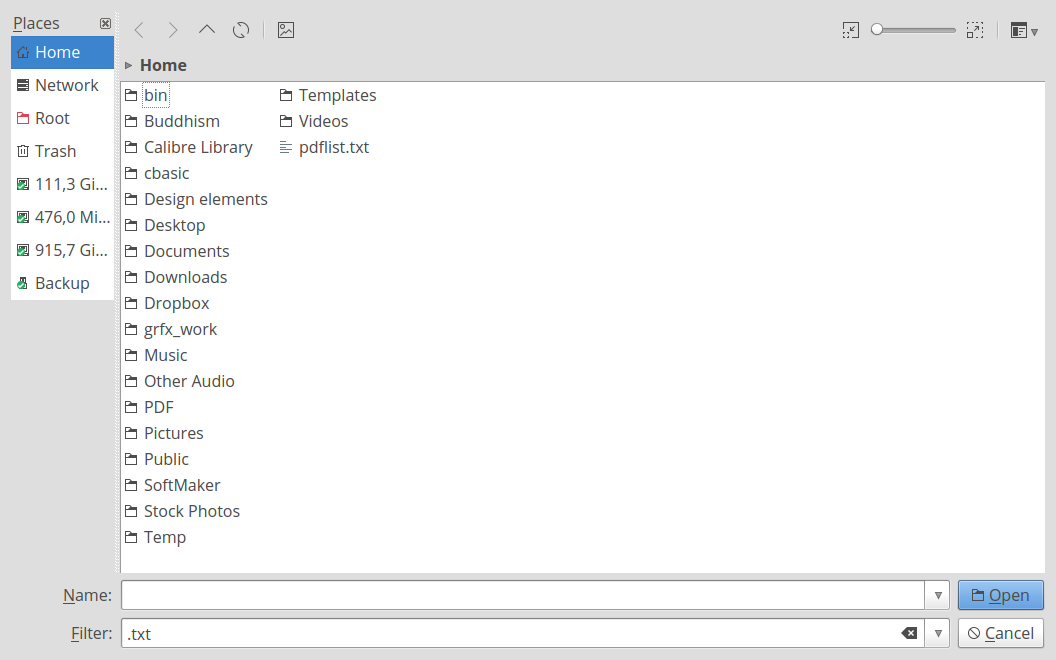 Places
Home
Network
Root
Trash
111,3 Gi...
476,0 Mi...
915,7 Gi...
Backup
Home
bin
Buddhism
Calibre Library
cbasic
Design elements
Desktop
Documents
Downloads
Dropbox
grfx_work
Music
Other Audio
PDF
Pictures
Public
SoftMaker
Stock Photos
Temp
Templates
Videos
pdflist.txt
Name:
Open
Filter: .txt
Cancel